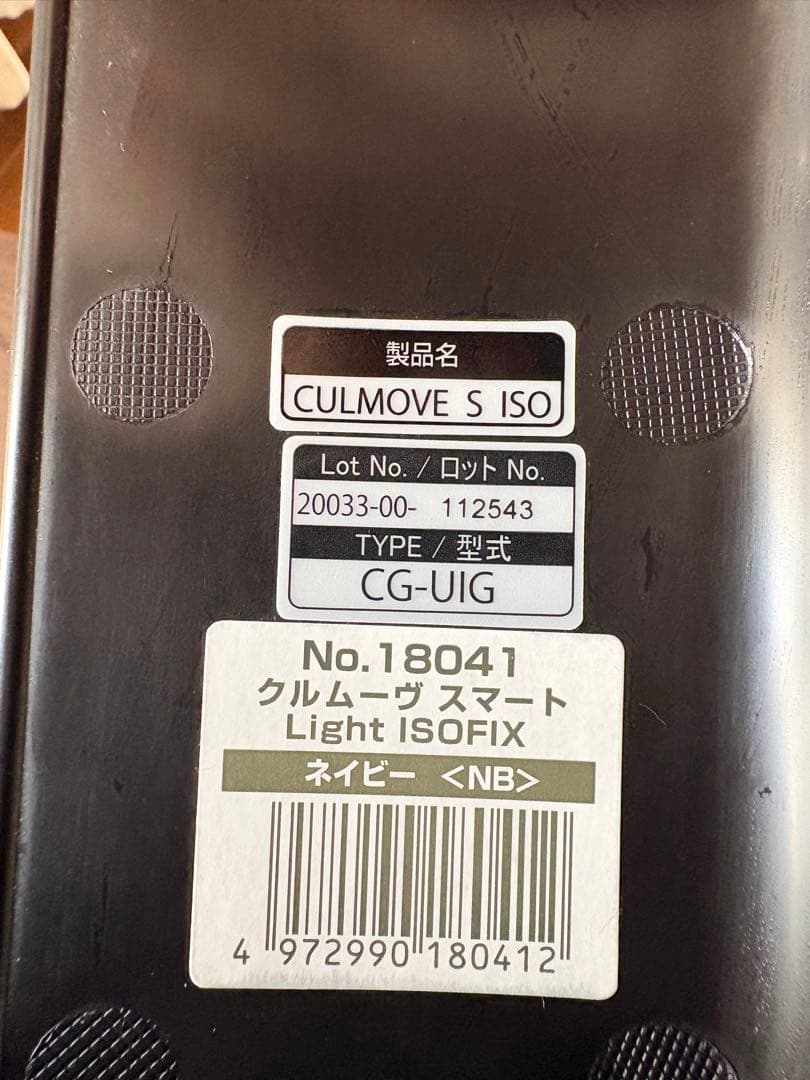 製品名
CULMOVE S ISO
Lot No. / ロット No.
20033-00- 112543
TYPE / 型式
CG-UIG
No.18041
クルムーヴ スマート
Light ISOFIX
ネイビー <NB>
4 972990 180412